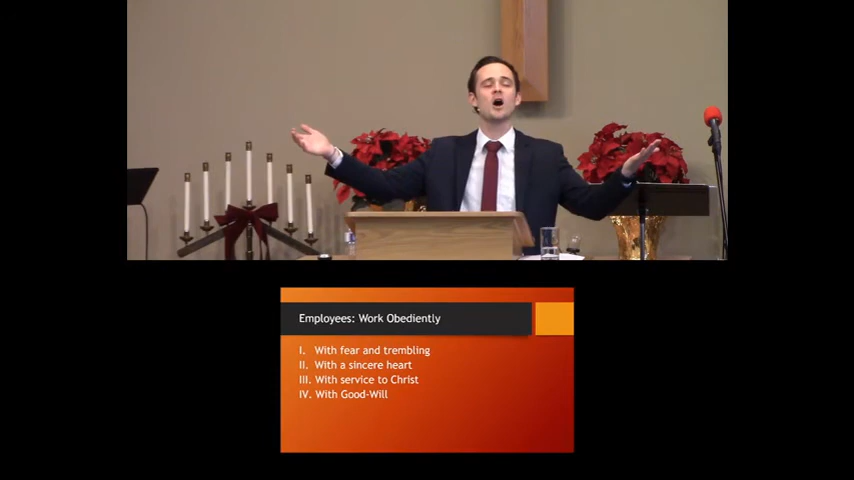 Employees: Work Obediently
I. With fear and trembling
II. With a sincere heart
III. With service to Christ
IV. With Good-Will